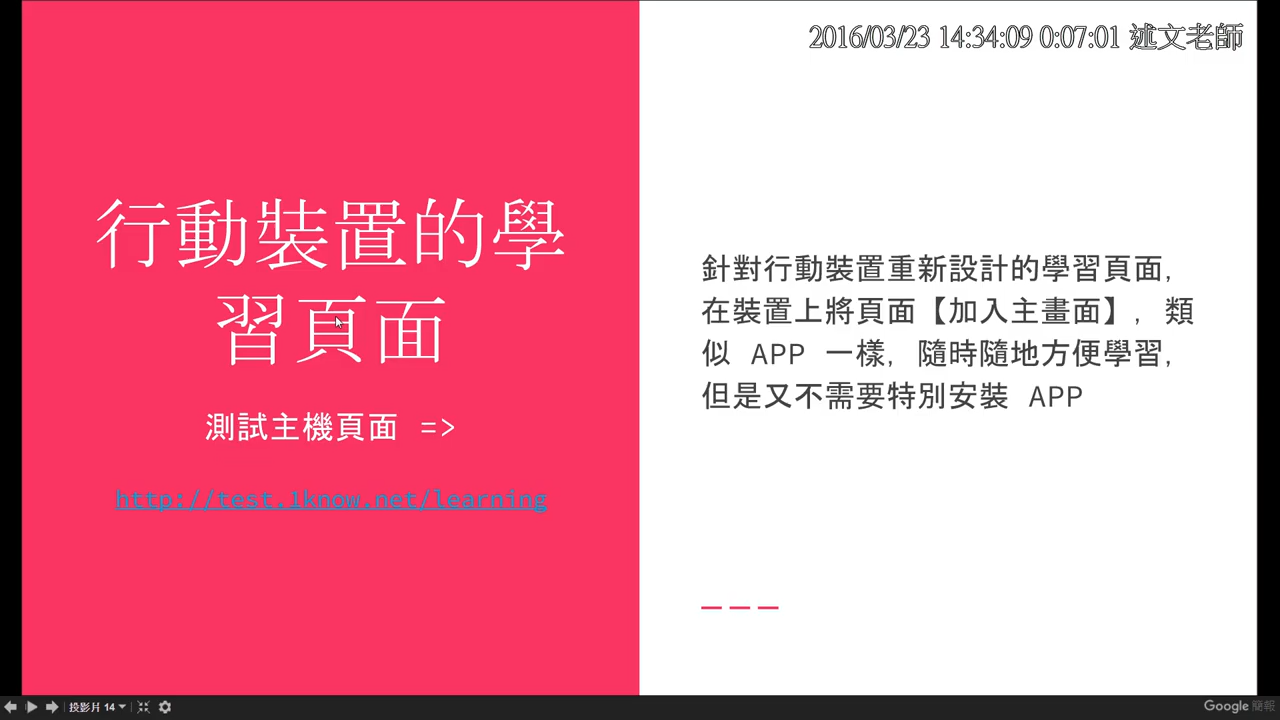 2016/03/23 14:34:09 0:07:01 述文老師
行動裝置的學
習頁面
測試主機頁面 =>
http://test.1know.net/learning
針對行動裝置重新設計的學習頁面,
在裝置上將頁面【加入主畫面】, 類
似 APP 一樣, 隨時隨地方便學習,
但是又不需要特別安裝 APP
投影片 14
Google 簡報